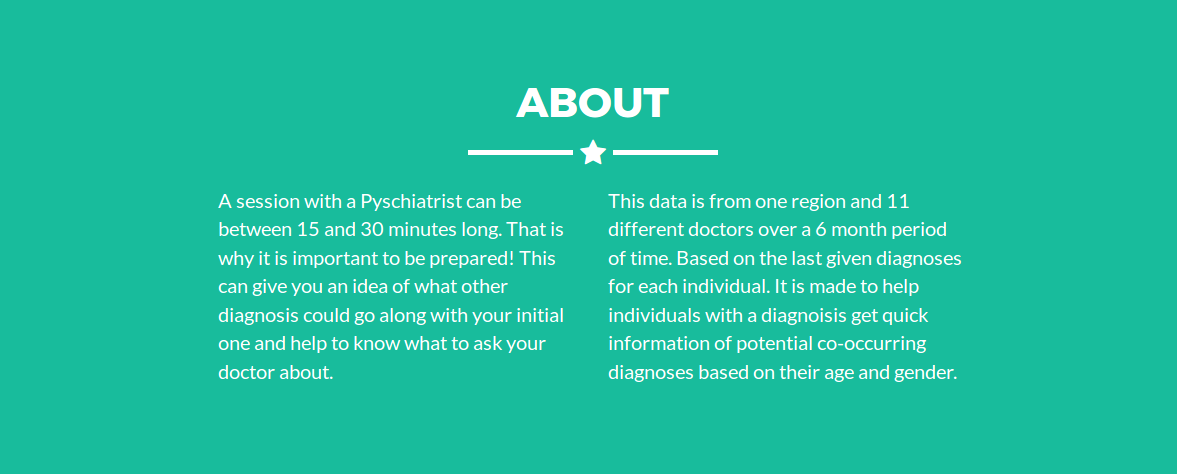 ABOUT
A session with a Pyschiatrist can be
between 15 and 30 minutes long. That is
why it is important to be prepared! This
can give you an idea of what other
diagnosis could go along with your initial
one and help to know what to ask your
doctor about.
This data is from one region and 11
different doctors over a 6 month period
of time. Based on the last given diagnoses
for each individual. It is made to help
individuals with a diagnoisis get quick
information of potential co-occurring
diagnoses based on their age and gender.